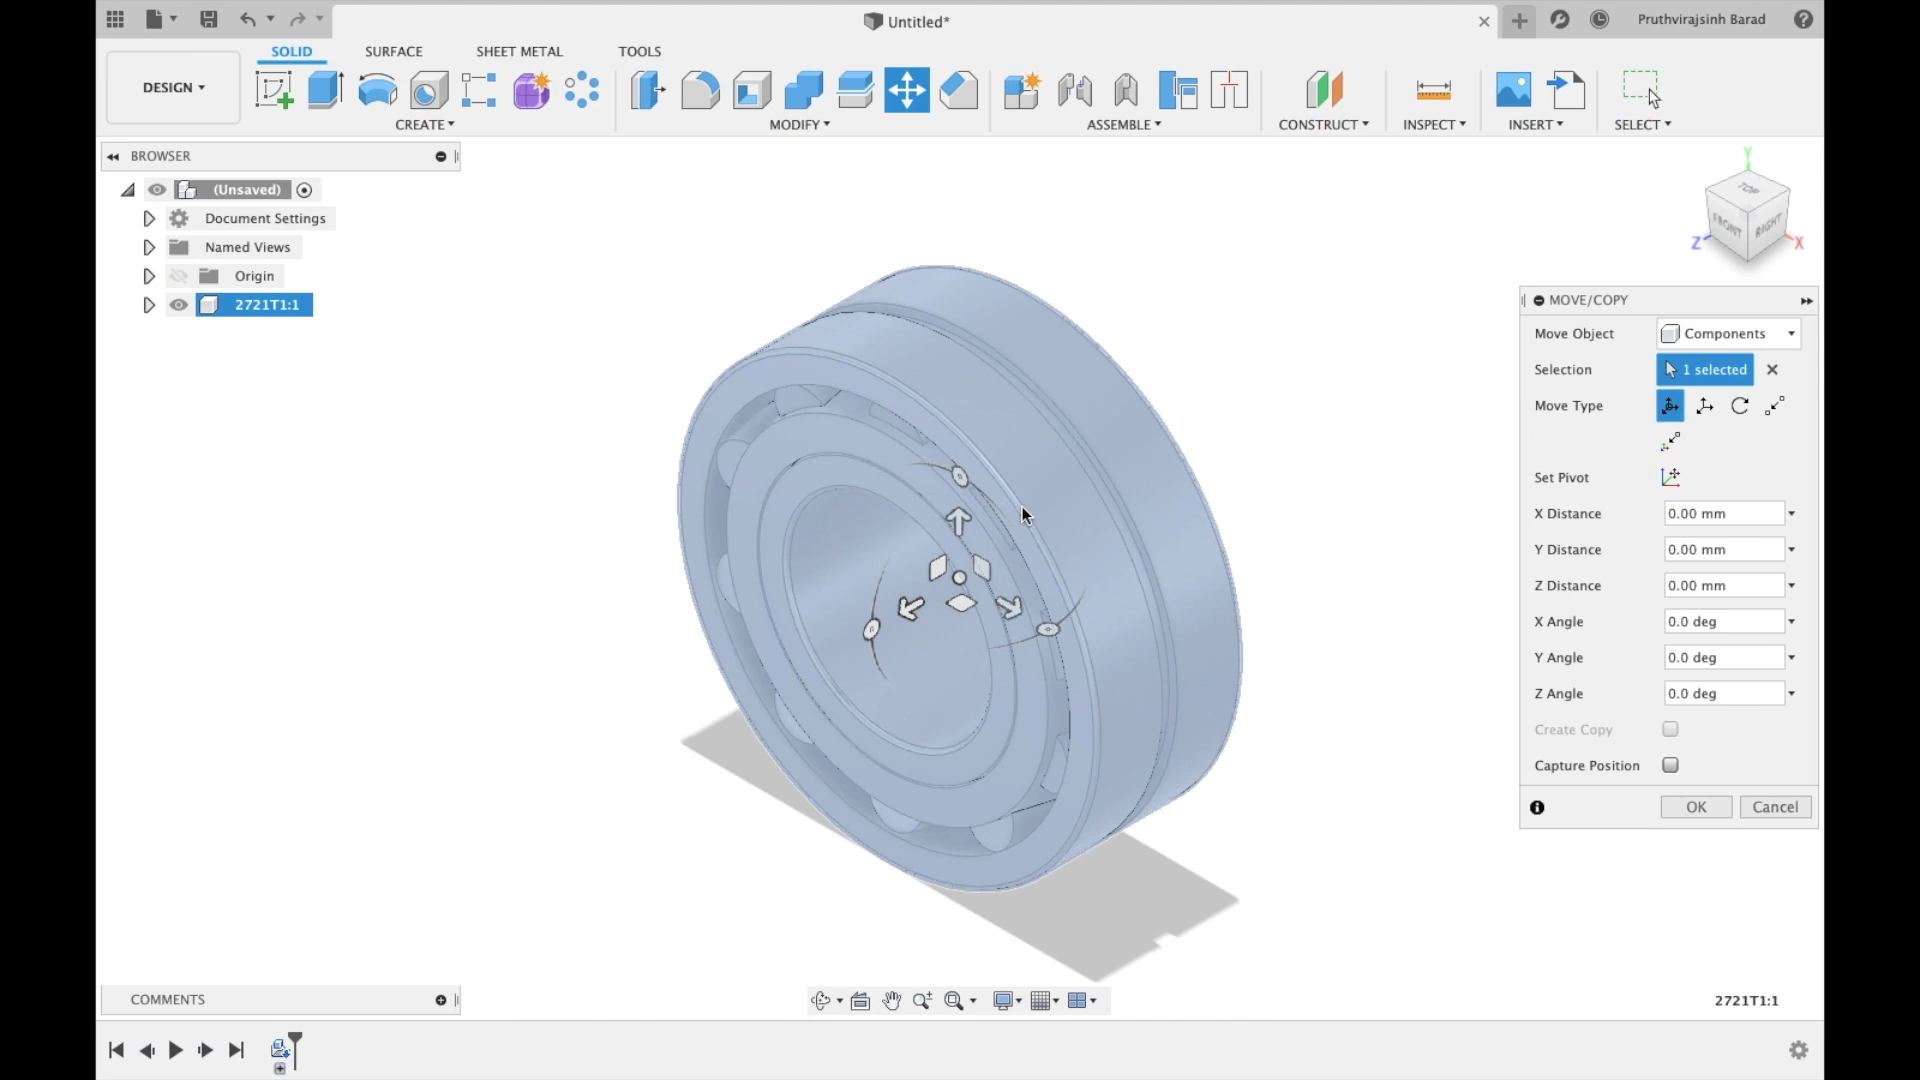 Untitled*
Pruthvirajsinh Barad
SOLID SURFACE SHEET METAL TOOLS
DESIGN
CREATE MODIFY ASSEMBLE CONSTRUCT INSPECT INSERT SELECT
BROWSER
(Unsaved)
Document Settings
Named Views
Origin
2721T1:1
Y
TOP
FRONT RIGHT
Z X
MOVE/COPY
Move Object Components
Selection 1 selected
Move Type
Set Pivot
X Distance 0.00 mm
Y Distance 0.00 mm
Z Distance 0.00 mm
X Angle 0.0 deg
Y Angle 0.0 deg
Z Angle 0.0 deg
Create Copy
Capture Position
OK Cancel
COMMENTS
2721T1:1